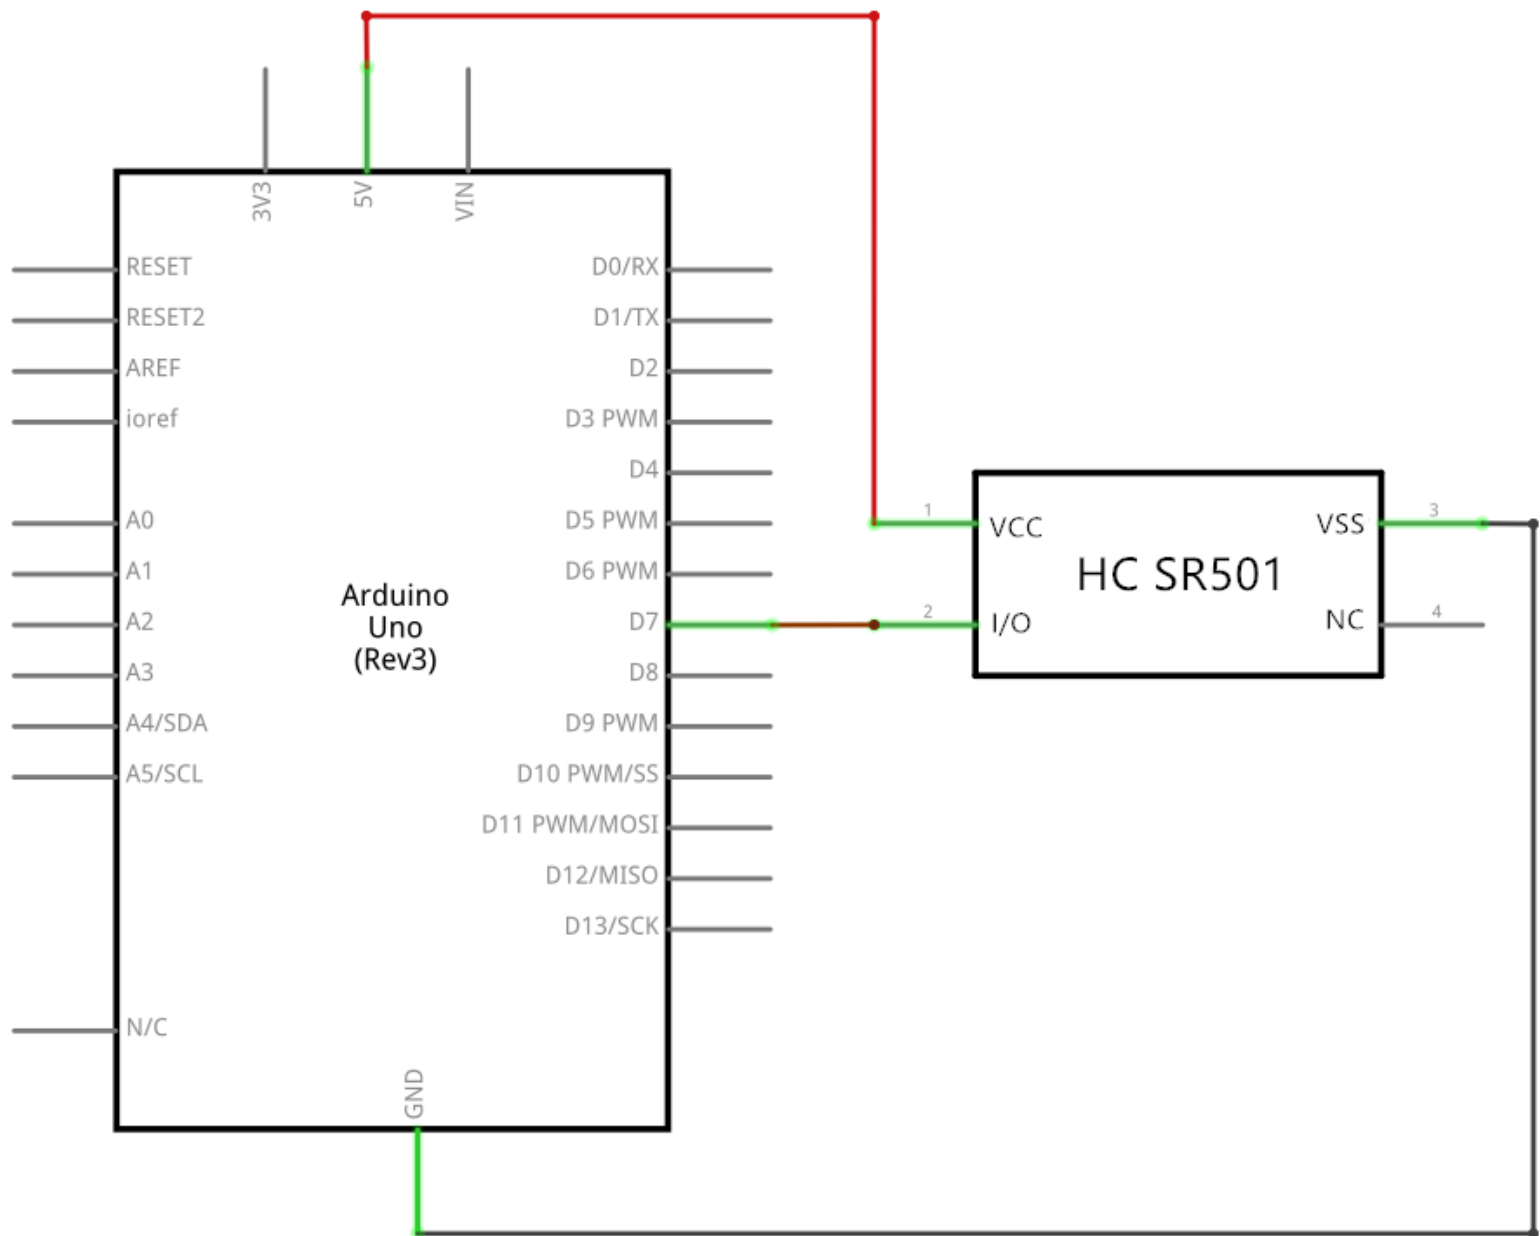 3V3
5V
VIN
RESET
RESET2
AREF
ioref
A0
A1
A2
A3
A4/SDA
A5/SCL
N/C
Arduino
Uno
(Rev3)
D0/RX
D1/TX
D2
D3 PWM
D4
D5 PWM
D6 PWM
D7
D8
D9 PWM
D10 PWM/SS
D11 PWM/MOSI
D12/MISO
D13/SCK
GND
1
VCC
2
I/O
HC SR501
VSS
3
NC
4